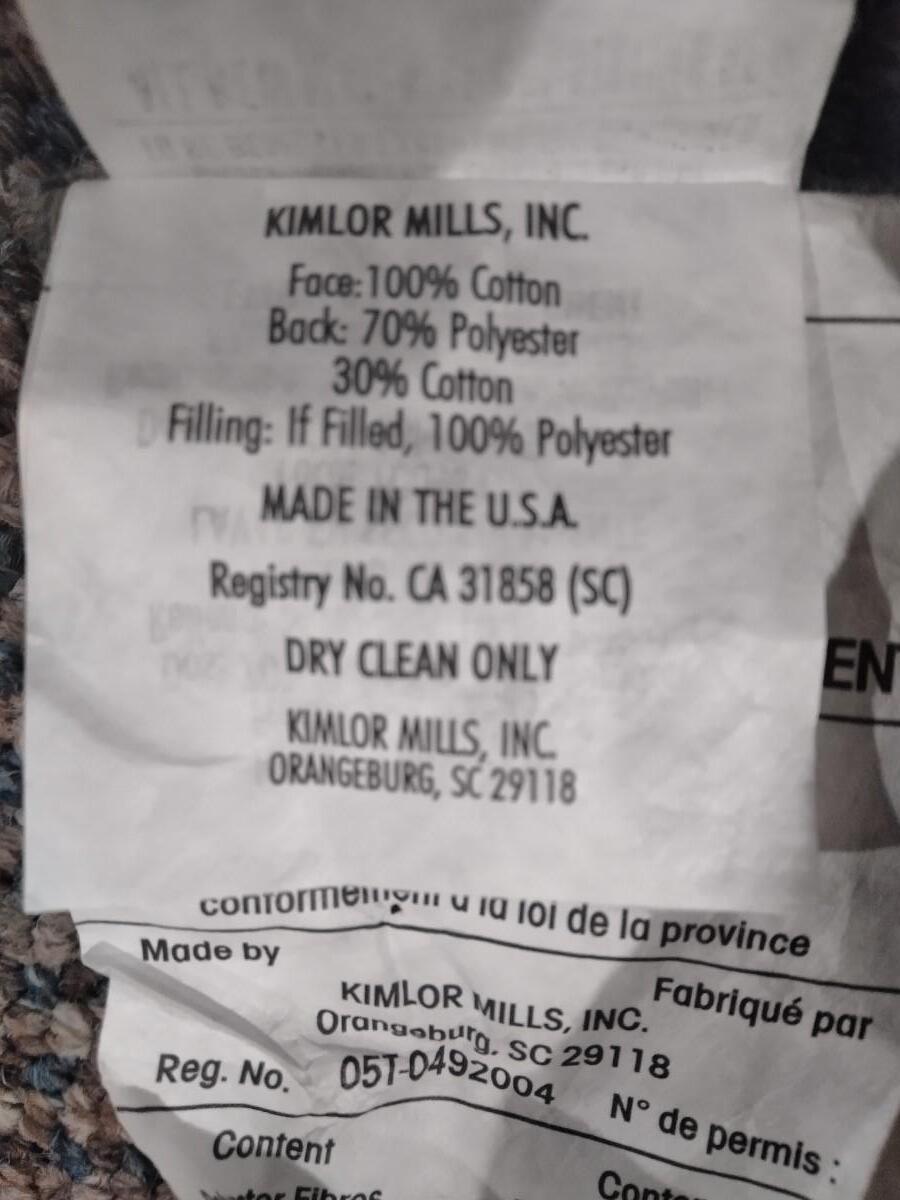 KIMLOR MILLS, INC.
Face: 100% Cotton
Back: 70% Polyester
30% Cotton
Filling: If Filled, 100% Polyester
MADE IN THE U.S.A.
Registry No. CA 31858 (SC)
DRY CLEAN ONLY
KIMLOR MILLS, INC.
ORANGEBURG, SC 29118
EN
conformément à la loi de la province
Made by
Fabriqué par
KIMLOR MILLS, INC.
Orangeburg, SC 29118
Reg. No. 05T-0492004 N° de permis :
Content